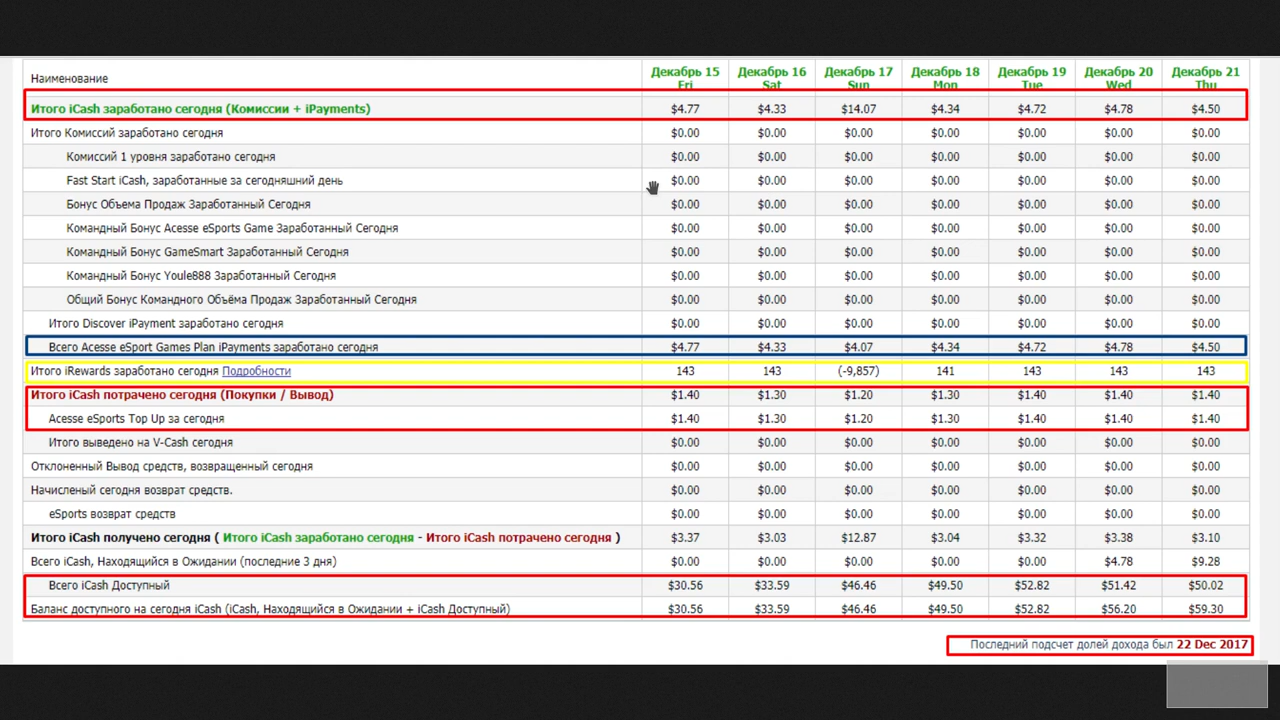 Наименование Декабрь 15 Fri Декабрь 16 Sat Декабрь 17 Sun Декабрь 18 Mon Декабрь 19 Tue Декабрь 20 Wed Декабрь 21 Thu
Итого iCash заработано сегодня (Комиссии + iPayments) $4.77 $4.33 $14.07 $4.34 $4.72 $4.78 $4.50
Итого Комиссий заработано сегодня $0.00 $0.00 $0.00 $0.00 $0.00 $0.00 $0.00
Комиссий 1 уровня заработано сегодня $0.00 $0.00 $0.00 $0.00 $0.00 $0.00 $0.00
Fast Start iCash, заработанные за сегодняшний день $0.00 $0.00 $0.00 $0.00 $0.00 $0.00 $0.00
Бонус Объема Продаж Заработанный Сегодня $0.00 $0.00 $0.00 $0.00 $0.00 $0.00 $0.00
Командный Бонус Acesse eSports Game Заработанный Сегодня $0.00 $0.00 $0.00 $0.00 $0.00 $0.00 $0.00
Командный Бонус GameSmart Заработанный Сегодня $0.00 $0.00 $0.00 $0.00 $0.00 $0.00 $0.00
Командный Бонус Youle888 Заработанный Сегодня $0.00 $0.00 $0.00 $0.00 $0.00 $0.00 $0.00
Общий Бонус Командного Объёма Продаж Заработанный Сегодня $0.00 $0.00 $0.00 $0.00 $0.00 $0.00 $0.00
Итого Discover iPayment заработано сегодня $0.00 $0.00 $0.00 $0.00 $0.00 $0.00 $0.00
Всего Acesse eSport Games Plan iPayments заработано сегодня $4.77 $4.33 $4.07 $4.34 $4.72 $4.78 $4.50
Итого iRewards заработано сегодня Подробности 143 143 (-9,857) 141 143 143 143
Итого iCash потрачено сегодня (Покупки / Вывод) $1.40 $1.30 $1.20 $1.30 $1.40 $1.40 $1.40
Acesse eSports Top Up за сегодня $1.40 $1.30 $1.20 $1.30 $1.40 $1.40 $1.40
Итого выведено на V-Cash сегодня $0.00 $0.00 $0.00 $0.00 $0.00 $0.00 $0.00
Отклоненный Вывод средств, возвращенный сегодня $0.00 $0.00 $0.00 $0.00 $0.00 $0.00 $0.00
Начисленый сегодня возврат средств. $0.00 $0.00 $0.00 $0.00 $0.00 $0.00 $0.00
eSports возврат средств $0.00 $0.00 $0.00 $0.00 $0.00 $0.00 $0.00
Итого iCash получено сегодня ( Итого iCash заработано сегодня - Итого iCash потрачено сегодня ) $3.37 $3.03 $12.87 $3.04 $3.32 $3.38 $3.10
Всего iCash, Находящийся в Ожидании (последние 3 дня) $0.00 $0.00 $0.00 $0.00 $0.00 $4.78 $9.28
Всего iCash Доступный $30.56 $33.59 $46.46 $49.50 $52.82 $51.42 $50.02
Баланс доступного на сегодня iCash (iCash, Находящийся в Ожидании + iCash Доступный) $30.56 $33.59 $46.46 $49.50 $52.82 $56.20 $59.30
Последний подсчет долей дохода был 22 Dec 2017